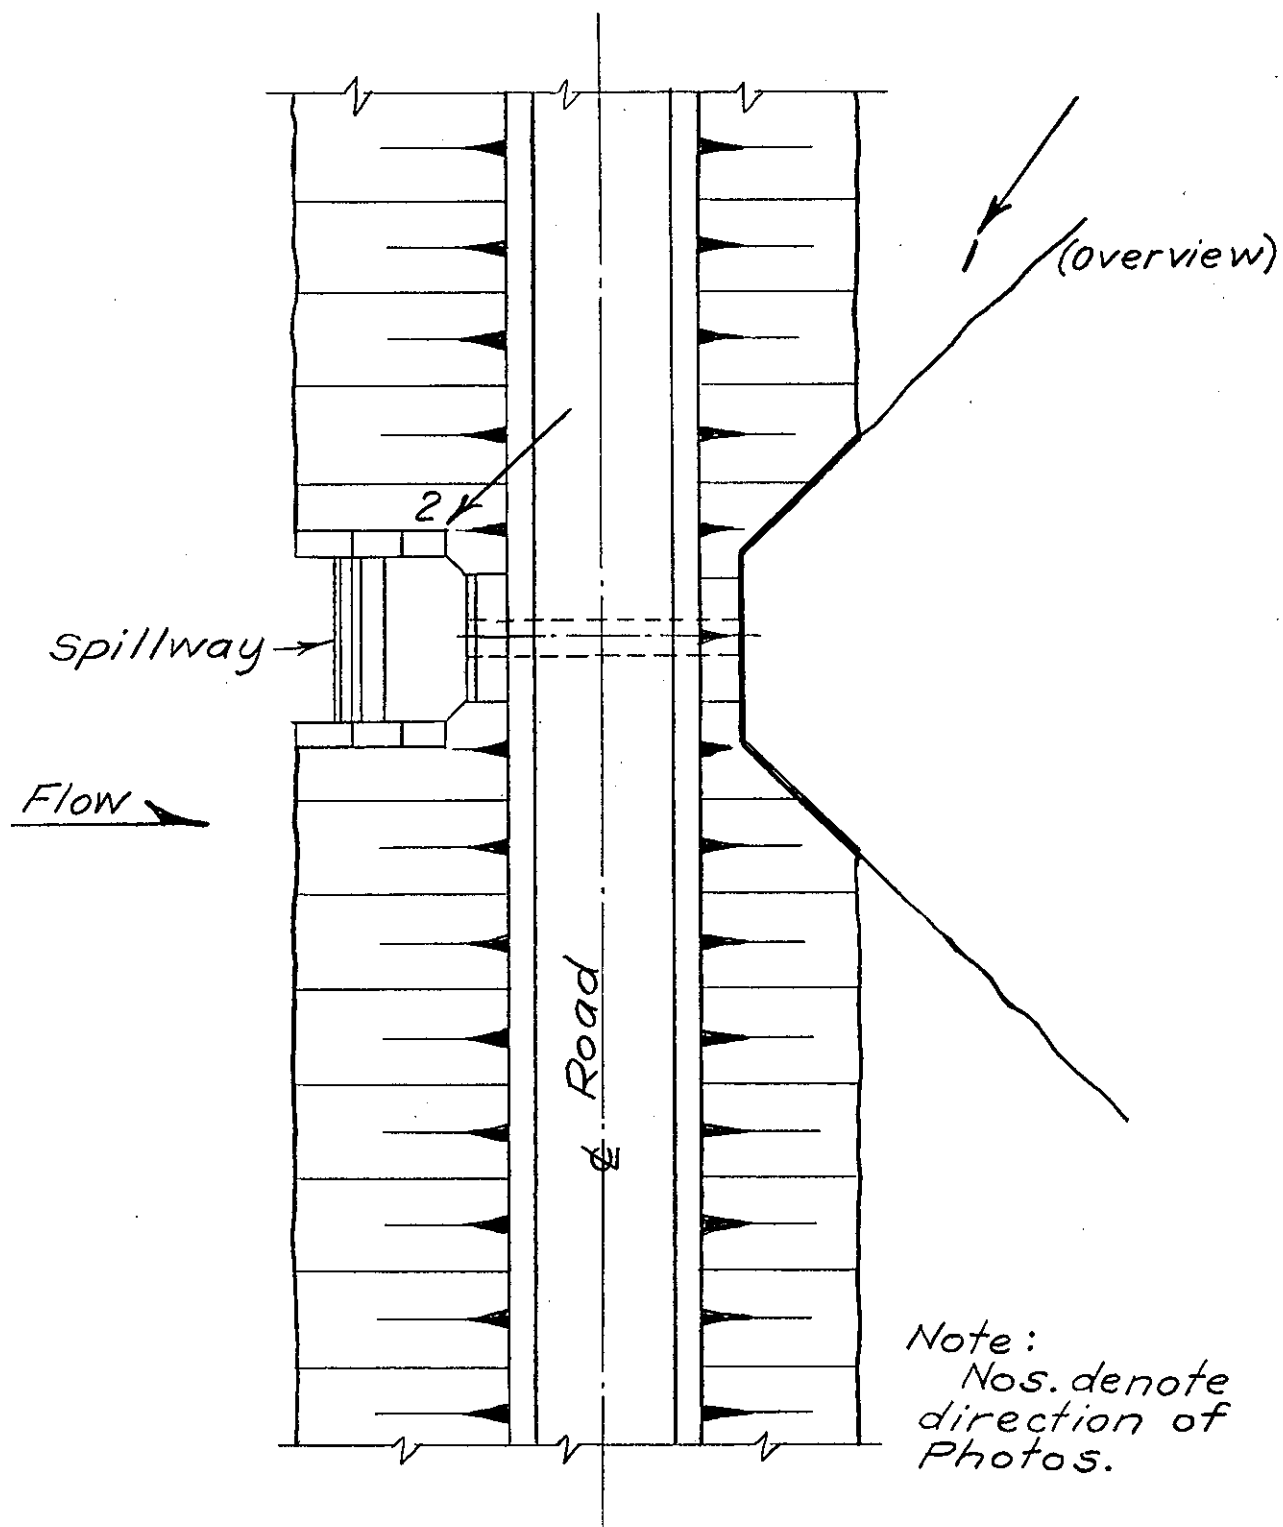 1
(overview)
2
Spillway
Flow
℄ Road
Note:
Nos. denote
direction of
Photos.